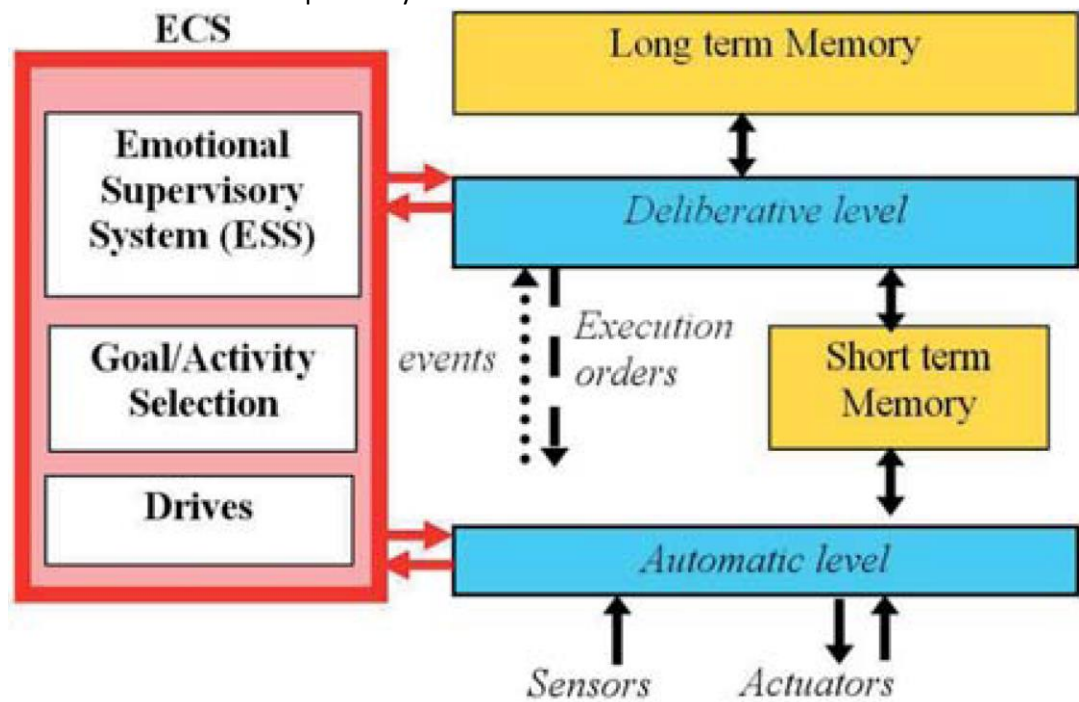 ECS
Emotional
Supervisory
System (ESS)
Goal/Activity
Selection
Drives
Long term Memory
Deliberative level
events
Execution
orders
Short term
Memory
Automatic level
Sensors
Actuators